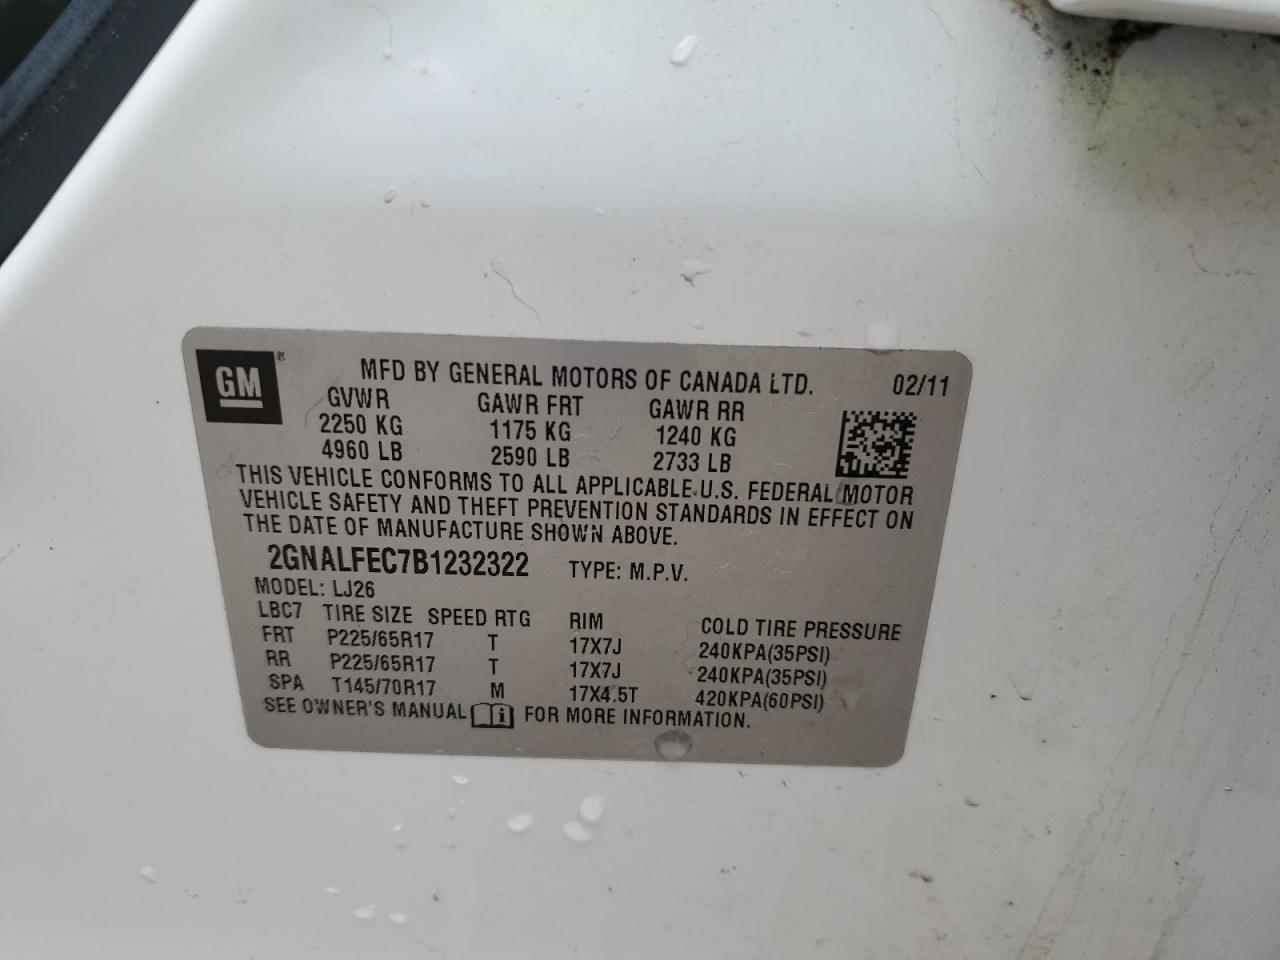 GM ®
MFD BY GENERAL MOTORS OF CANADA LTD. 02/11
GVWR GAWR FRT GAWR RR
2250 KG 1175 KG 1240 KG
4960 LB 2590 LB 2733 LB
THIS VEHICLE CONFORMS TO ALL APPLICABLE U.S. FEDERAL MOTOR
VEHICLE SAFETY AND THEFT PREVENTION STANDARDS IN EFFECT ON
THE DATE OF MANUFACTURE SHOWN ABOVE.
2GNALFEC7B1232322 TYPE: M.P.V.
MODEL: LJ26
LBC7 TIRE SIZE SPEED RTG RIM COLD TIRE PRESSURE
FRT P225/65R17 T 17X7J 240KPA(35PSI)
RR P225/65R17 T 17X7J 240KPA(35PSI)
SPA T145/70R17 M 17X4.5T 420KPA(60PSI)
SEE OWNER'S MANUAL i FOR MORE INFORMATION.